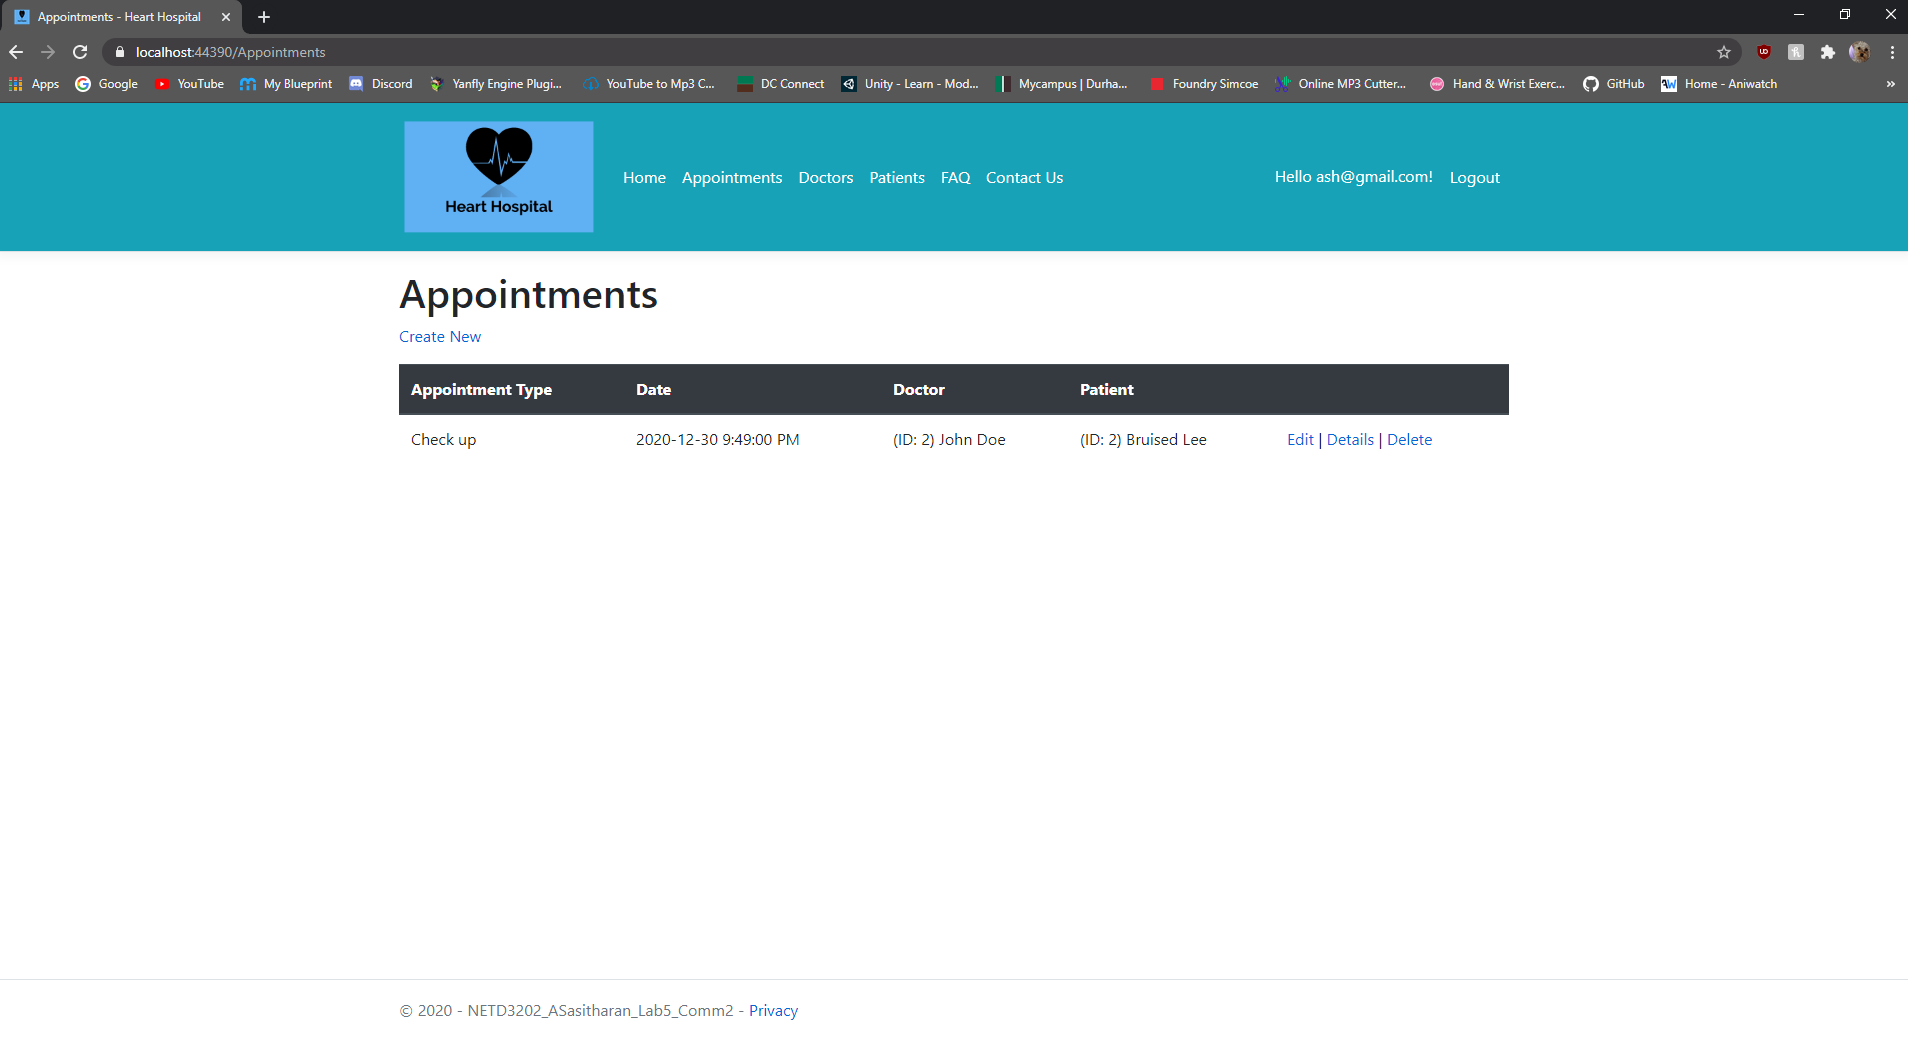 Appointments - Heart Hospital
localhost:44390/Appointments
Apps Google YouTube My Blueprint Discord Yanfly Engine Plugi... YouTube to Mp3 C... DC Connect Unity - Learn - Mod... Mycampus | Durha... Foundry Simcoe Online MP3 Cutter... Hand & Wrist Exerc... GitHub Home - Aniwatch »
Heart Hospital
Home Appointments Doctors Patients FAQ Contact Us Hello ash@gmail.com! Logout
Appointments
Create New
Appointment Type Date Doctor Patient
Check up 2020-12-30 9:49:00 PM (ID: 2) John Doe (ID: 2) Bruised Lee Edit | Details | Delete
© 2020 - NETD3202_ASasitharan_Lab5_Comm2 - Privacy